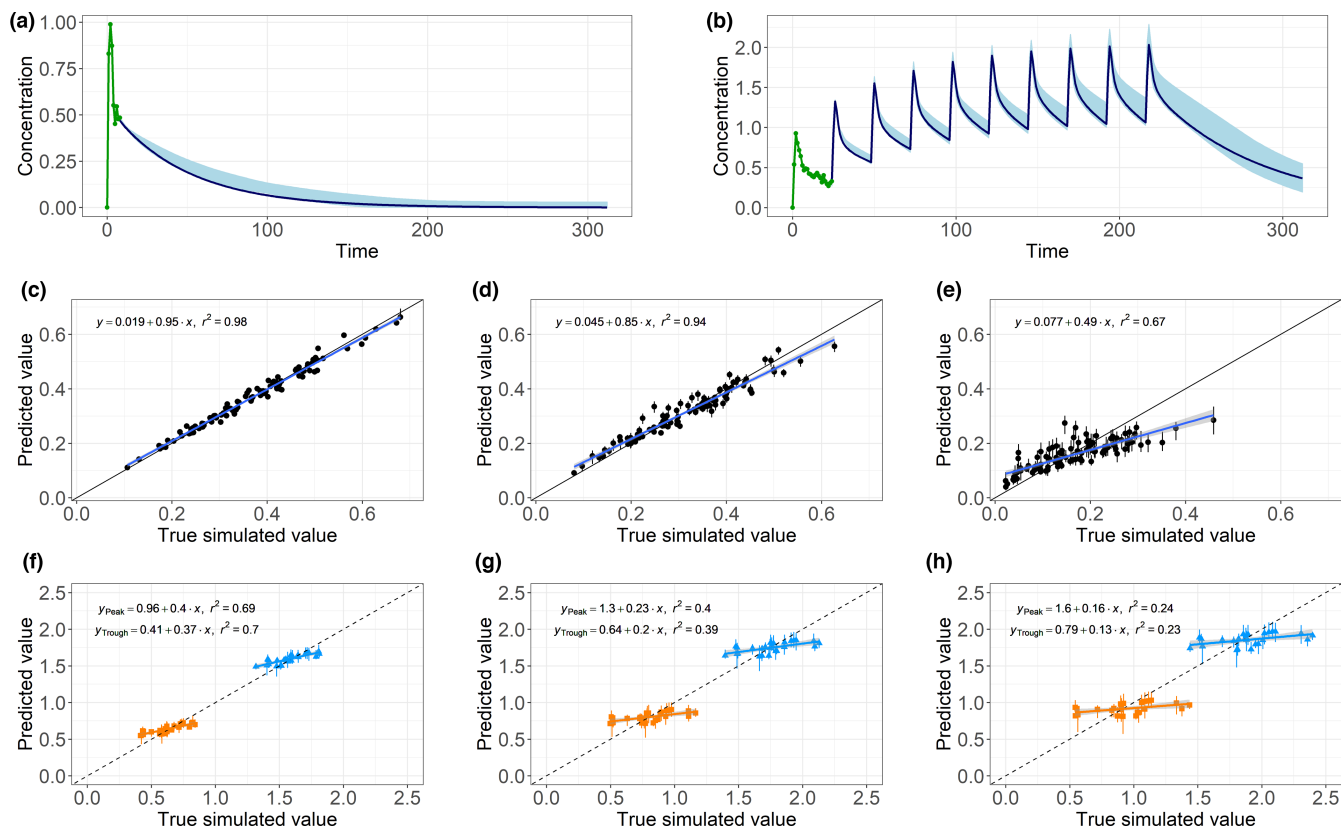 (a)
1.00
0.75
0.50
0.25
0.00
Concentration
0
100
200
300
Time
(b)
2.0
1.5
1.0
0.5
0.0
Concentration
0
100
200
300
Time
(c)
y = 0.019 + 0.95 · x, r² = 0.98
0.6
0.4
0.2
0.0
Predicted value
0.0
0.2
0.4
0.6
True simulated value
(d)
y = 0.045 + 0.85 · x, r² = 0.94
0.6
0.4
0.2
0.0
Predicted value
0.0
0.2
0.4
0.6
True simulated value
(e)
y = 0.077 + 0.49 · x, r² = 0.67
0.6
0.4
0.2
0.0
Predicted value
0.0
0.2
0.4
0.6
True simulated value
(f)
yPeak = 0.96 + 0.4 · x, r² = 0.69
yTrough = 0.41 + 0.37 · x, r² = 0.7
2.5
2.0
1.5
1.0
0.5
0.0
Predicted value
0.0
0.5
1.0
1.5
2.0
2.5
True simulated value
(g)
yPeak = 1.3 + 0.23 · x, r² = 0.4
yTrough = 0.64 + 0.2 · x, r² = 0.39
2.5
2.0
1.5
1.0
0.5
0.0
Predicted value
0.0
0.5
1.0
1.5
2.0
2.5
True simulated value
(h)
yPeak = 1.6 + 0.16 · x, r² = 0.24
yTrough = 0.79 + 0.13 · x, r² = 0.23
2.5
2.0
1.5
1.0
0.5
0.0
Predicted value
0.0
0.5
1.0
1.5
2.0
2.5
True simulated value